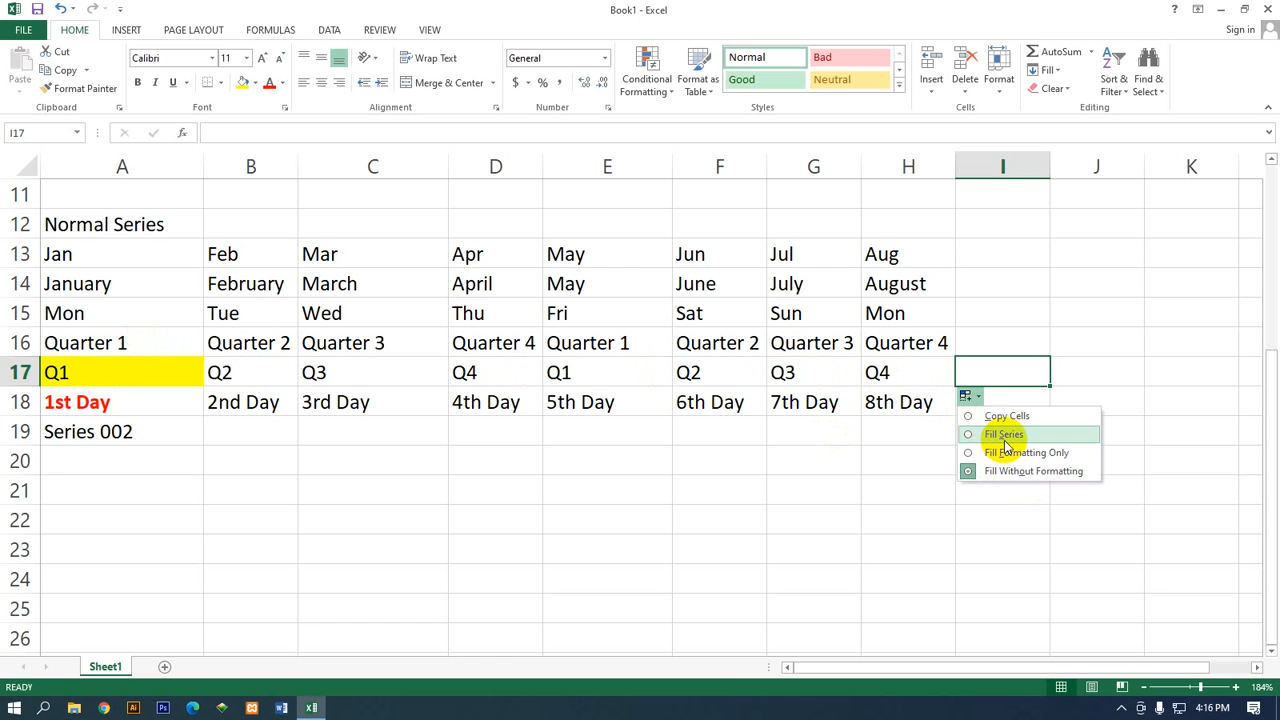 Book1 - Excel
Sign in
FILE HOME INSERT PAGE LAYOUT FORMULAS DATA REVIEW VIEW
Paste
Cut
Copy
Format Painter
Clipboard
Calibri 11
B I U
Font
Wrap Text
Merge & Center
Alignment
General
$ %
Number
Conditional Formatting
Format as Table
Normal Bad
Good Neutral
Styles
Insert Delete Format
Cells
AutoSum
Fill
Clear
Sort & Filter
Find & Select
Editing
I17 fx
A B C D E F G H I J K
11
12 Normal Series
13 Jan Feb Mar Apr May Jun Jul Aug
14 January February March April May June July August
15 Mon Tue Wed Thu Fri Sat Sun Mon
16 Quarter 1 Quarter 2 Quarter 3 Quarter 4 Quarter 1 Quarter 2 Quarter 3 Quarter 4
17 Q1 Q2 Q3 Q4 Q1 Q2 Q3 Q4
18 1st Day 2nd Day 3rd Day 4th Day 5th Day 6th Day 7th Day 8th Day
Copy Cells
Fill Series
Fill Formatting Only
Fill Without Formatting
19 Series 002
20
21
22
23
24
25
26
Sheet1
READY 184%
4:16 PM